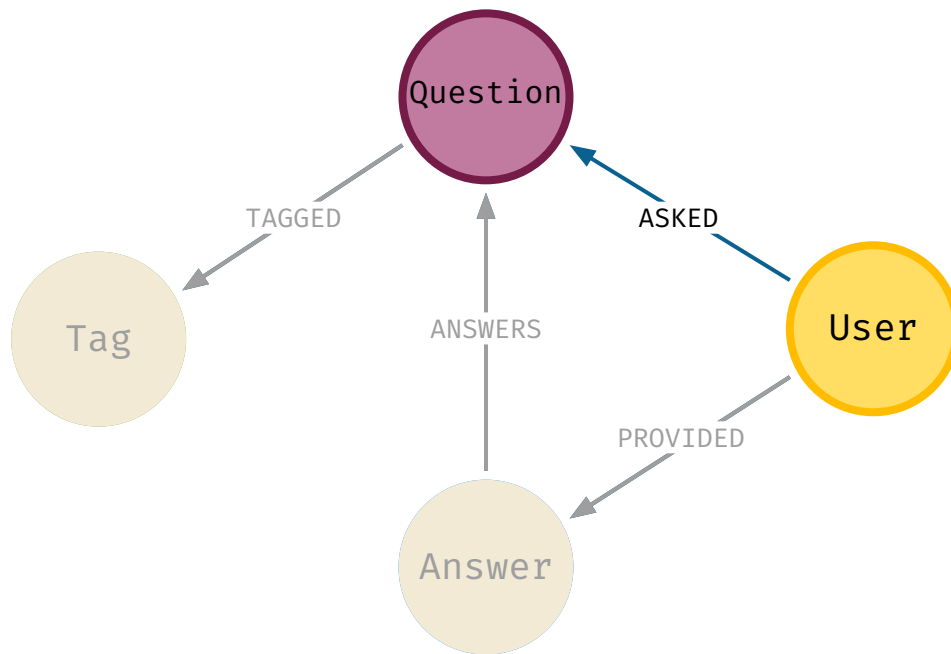 Question
TAGGED
ASKED
Tag
ANSWERS
User
PROVIDED
Answer